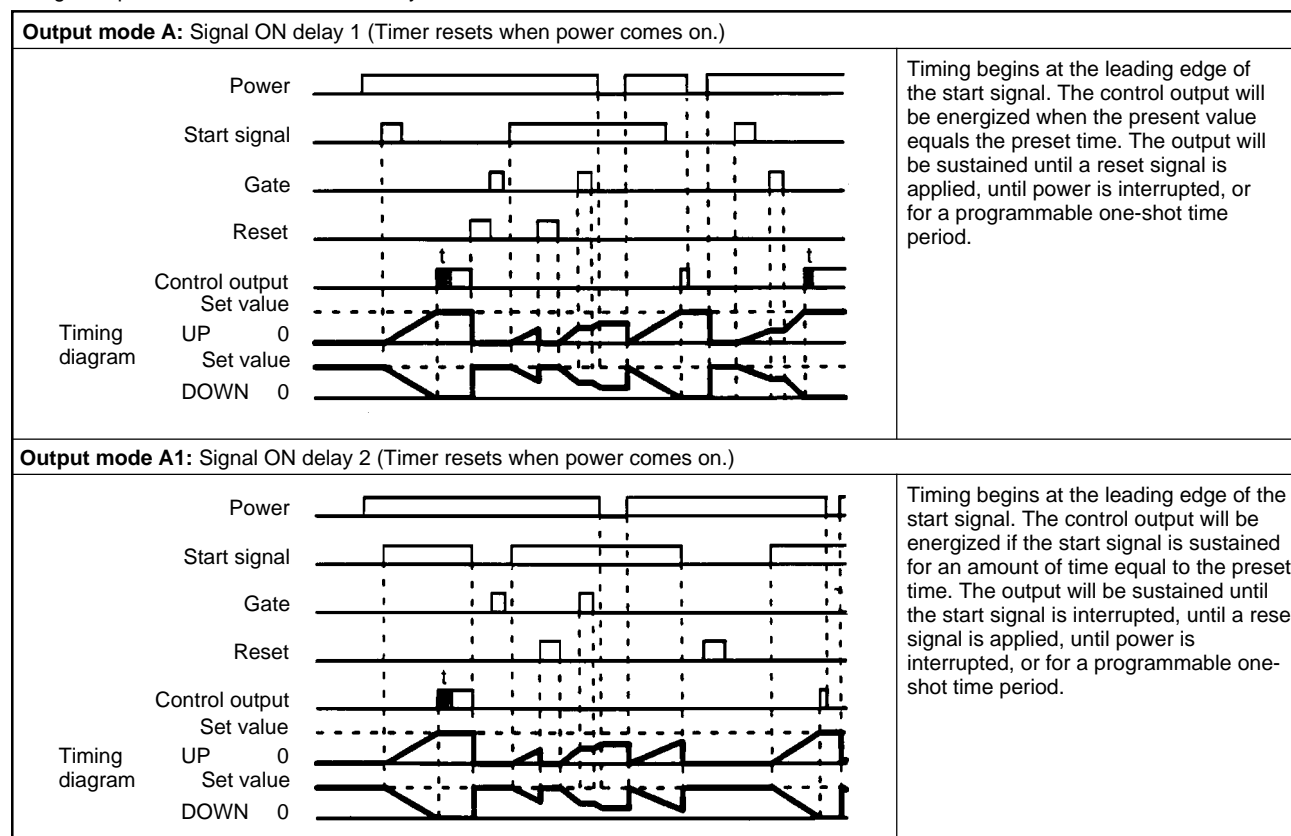 Output mode A: Signal ON delay 1 (Timer resets when power comes on.)
Power
Start signal
Gate
Reset
t
t
Control output
Set value
UP 0
Timing diagram
Set value
DOWN 0
Timing begins at the leading edge of
the start signal. The control output will
be energized when the present value
equals the preset time. The output will
be sustained until a reset signal is
applied, until power is interrupted, or
for a programmable one-shot time
period.
Output mode A1: Signal ON delay 2 (Timer resets when power comes on.)
Power
Start signal
Gate
Reset
t
Control output
Set value
UP 0
Timing diagram
Set value
DOWN 0
Timing begins at the leading edge of the
start signal. The control output will be
energized if the start signal is sustained
for an amount of time equal to the preset
time. The output will be sustained until
the start signal is interrupted, until a rese
signal is applied, until power is
interrupted, or for a programmable one-
shot time period.